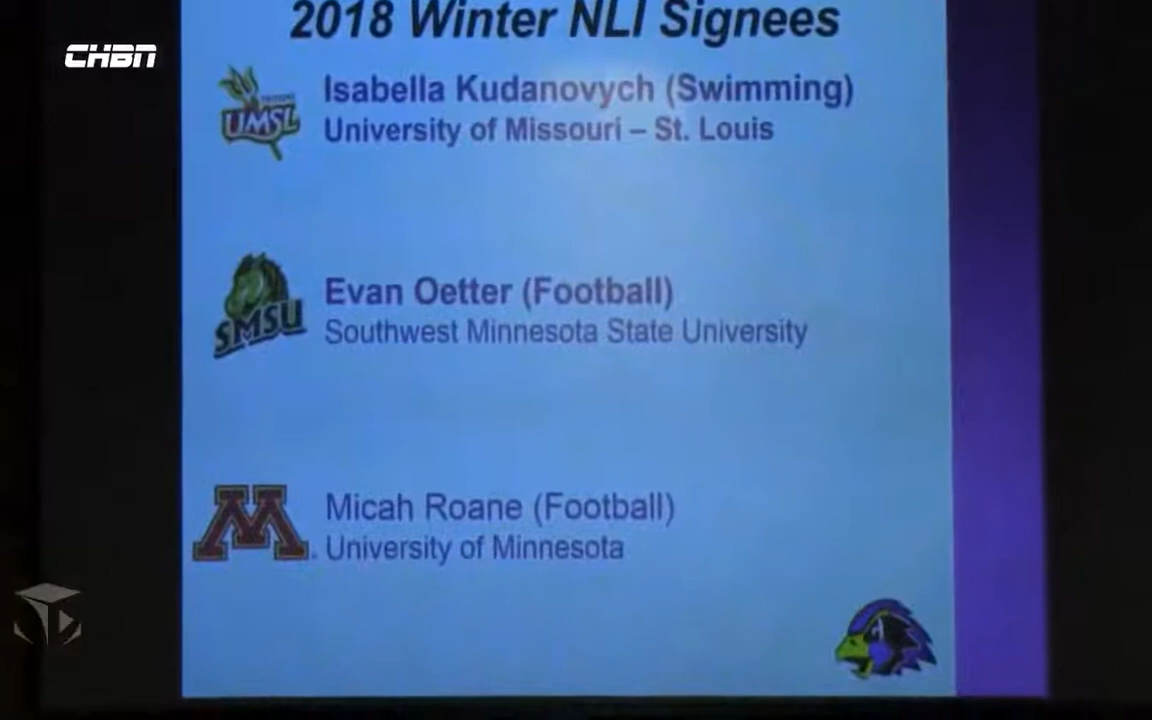 2018 Winter NLI Signees
CHBN
Isabella Kudanovych (Swimming)
UMSL
University of Missouri – St. Louis
Evan Oetter (Football)
SMSU
Southwest Minnesota State University
Micah Roane (Football)
M
University of Minnesota